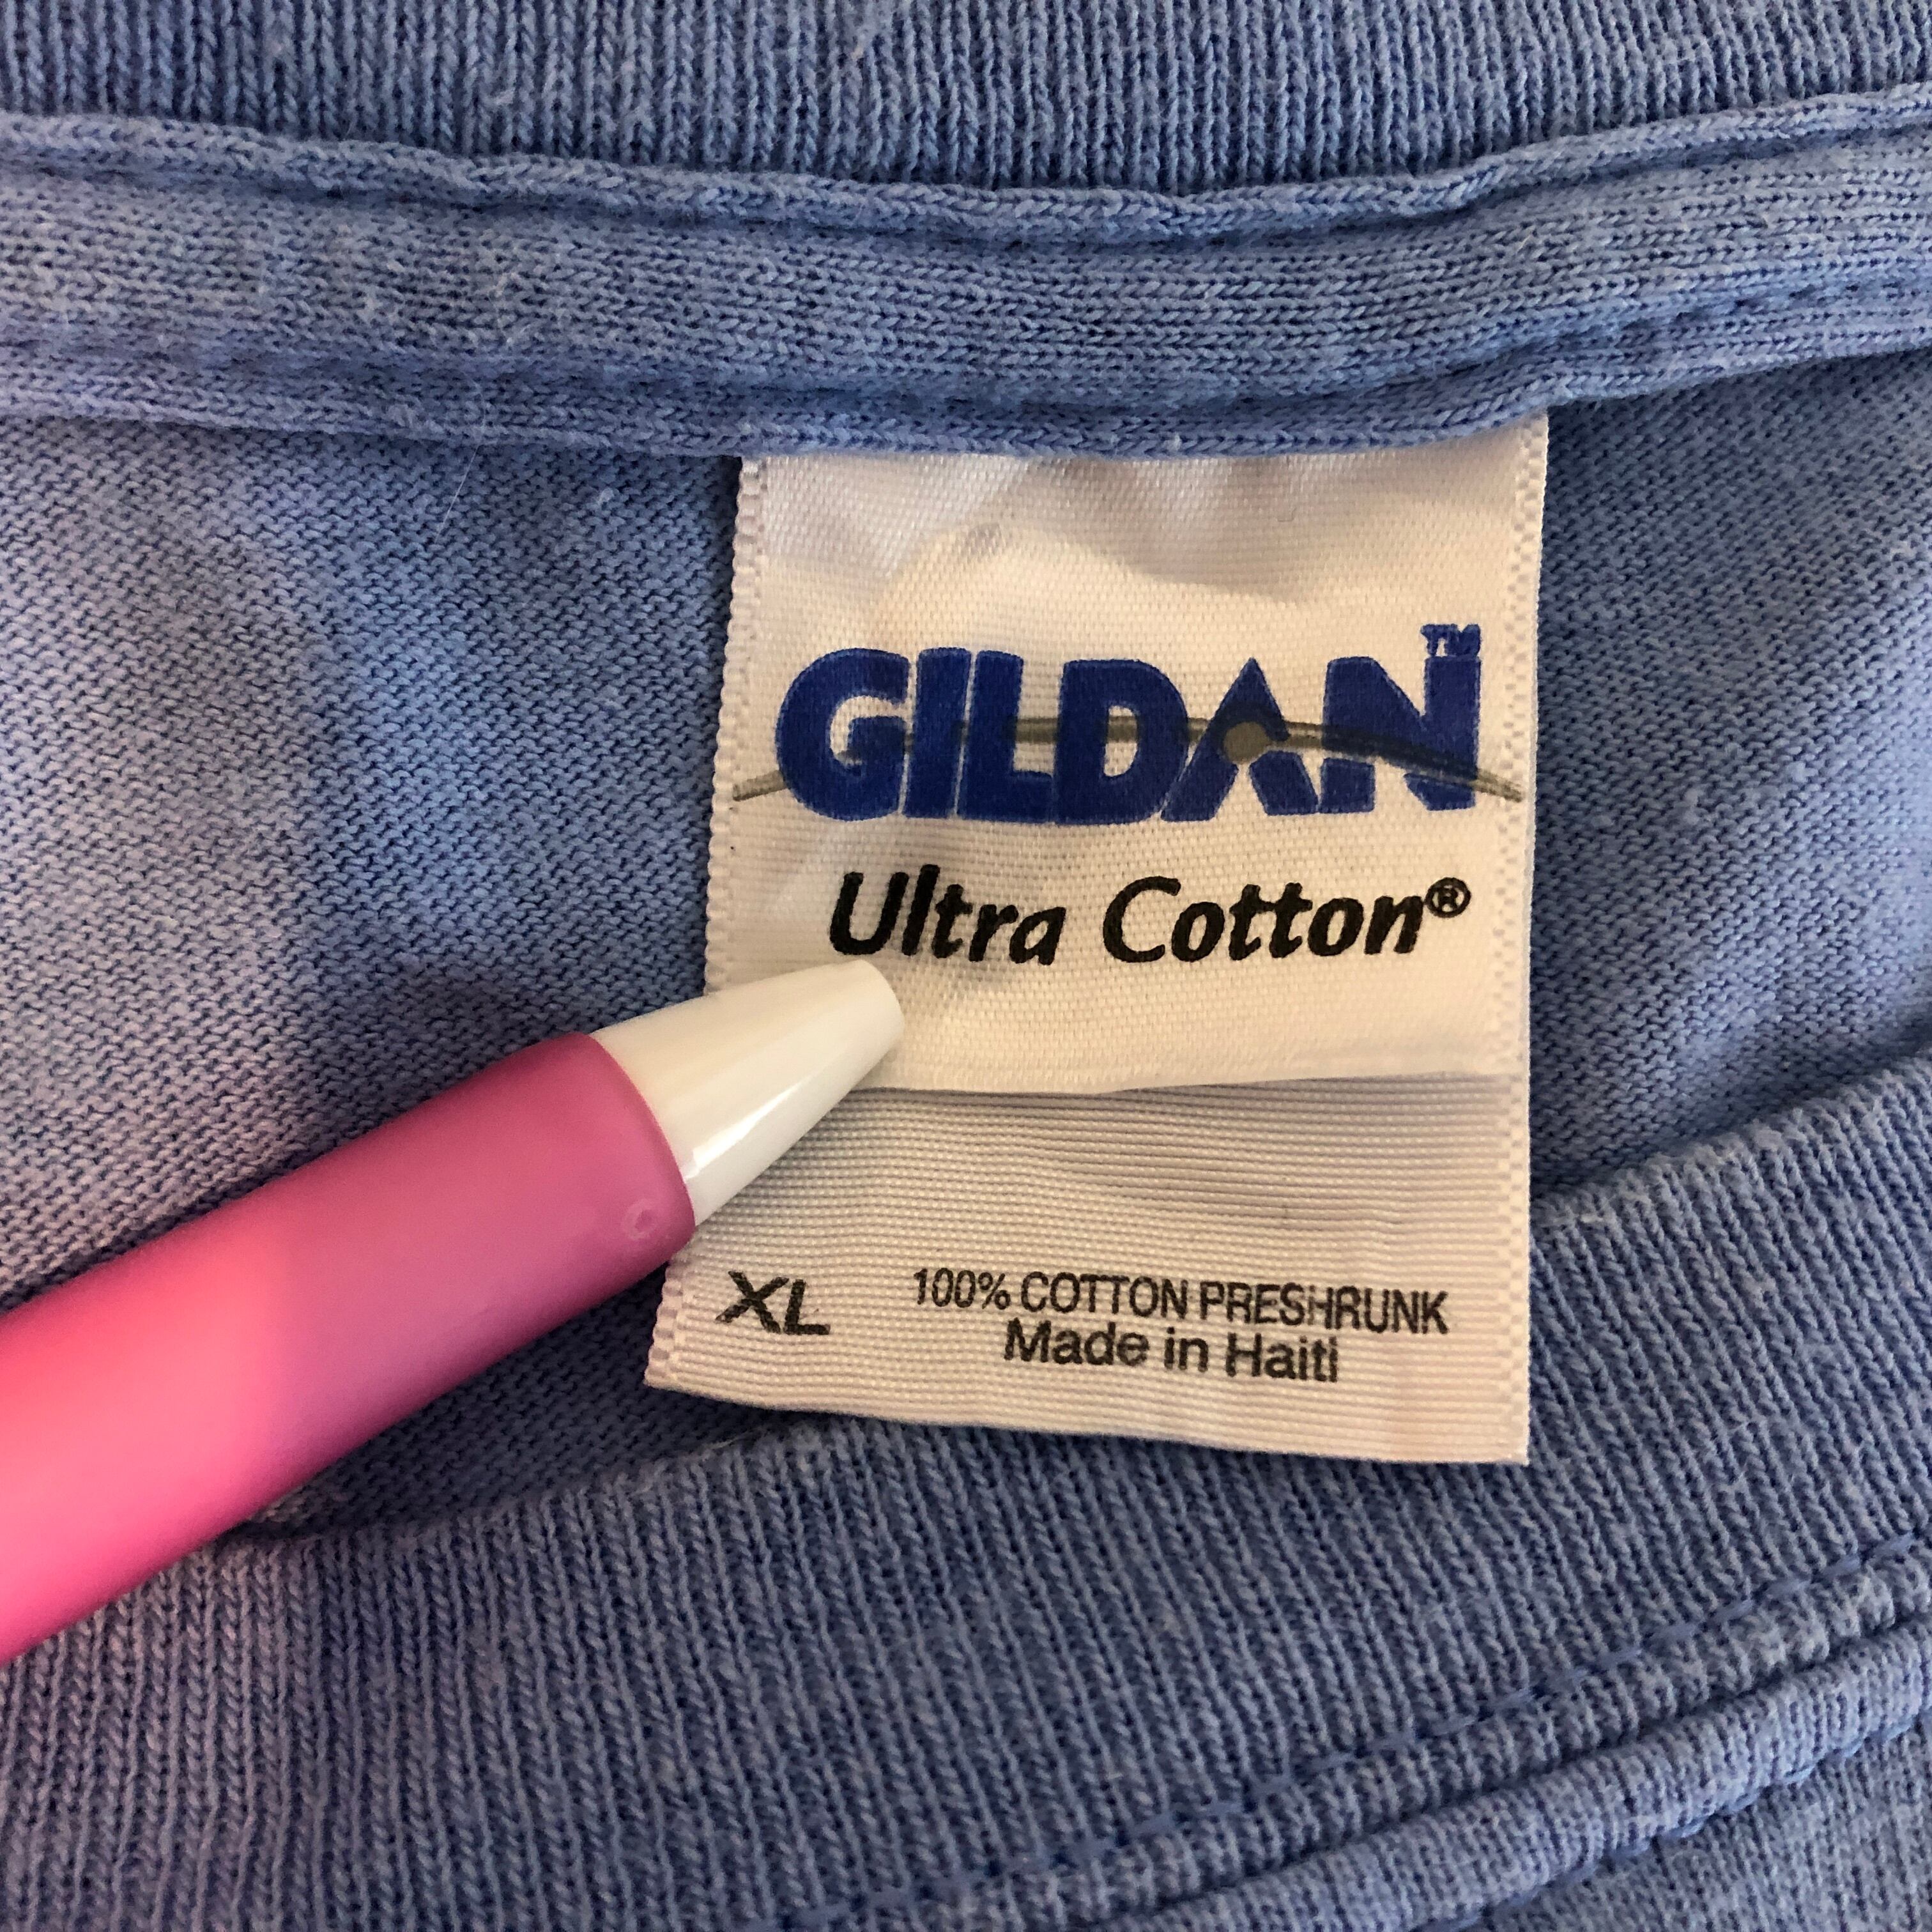 GILDAN™
Ultra Cotton®
XL 100% COTTON PRESHRUNK
Made in Haiti